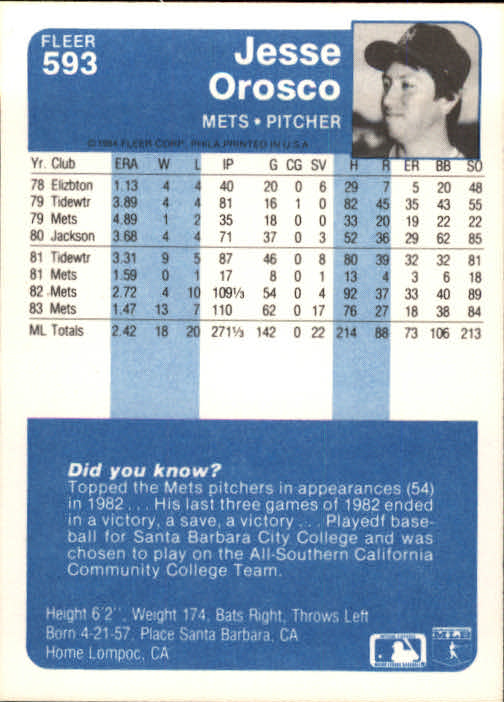 FLEER
593
Jesse
Orosco
METS • PITCHER
©1984 FLEER CORP., PHILA. PRINTED IN U.S.A.
Yr. Club ERA W L IP G CG SV H R ER BB SO
78 Elizbton 1.13 4 4 40 20 0 6 29 7 5 20 48
79 Tidewtr 3.89 4 4 81 16 1 0 82 45 35 43 55
79 Mets 4.89 1 2 35 18 0 0 33 20 19 22 22
80 Jackson 3.68 4 4 71 37 0 3 52 36 29 62 85
81 Tidewtr 3.31 9 5 87 46 0 8 80 39 32 32 81
81 Mets 1.59 0 1 17 8 0 1 13 4 3 6 18
82 Mets 2.72 4 10 109⅓ 54 0 4 92 37 33 40 89
83 Mets 1.47 13 7 110 62 0 17 76 27 18 38 84
ML Totals 2.42 18 20 271⅓ 142 0 22 214 88 73 106 213
Did you know?
Topped the Mets pitchers in appearances (54)
in 1982 . . . His last three games of 1982 ended
in a victory, a save, a victory . . . Playedf base-
ball for Santa Barbara City College and was
chosen to play on the All-Southern California
Community College Team.
Height 6'2", Weight 174, Bats Right, Throws Left
Born 4-21-57, Place Santa Barbara, CA
Home Lompoc, CA